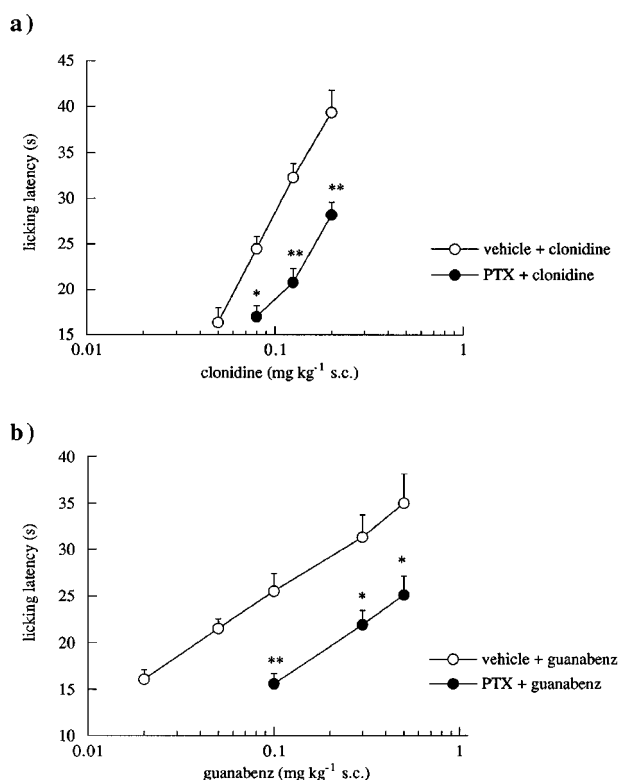 a)
45
40
35
30
25
20
15
licking latency (s)
**
**
*
vehicle + clonidine
PTX + clonidine
0.01
0.1
1
clonidine (mg kg⁻¹ s.c.)
b)
40
35
30
25
20
15
10
licking latency (s)
*
*
**
vehicle + guanabenz
PTX + guanabenz
0.01
0.1
1
guanabenz (mg kg⁻¹ s.c.)